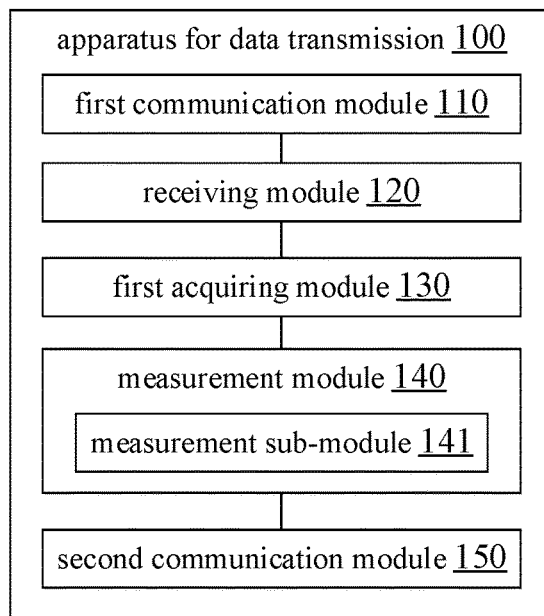 apparatus for data transmission 100
first communication module 110
receiving module 120
first acquiring module 130
measurement module 140
measurement sub-module 141
second communication module 150